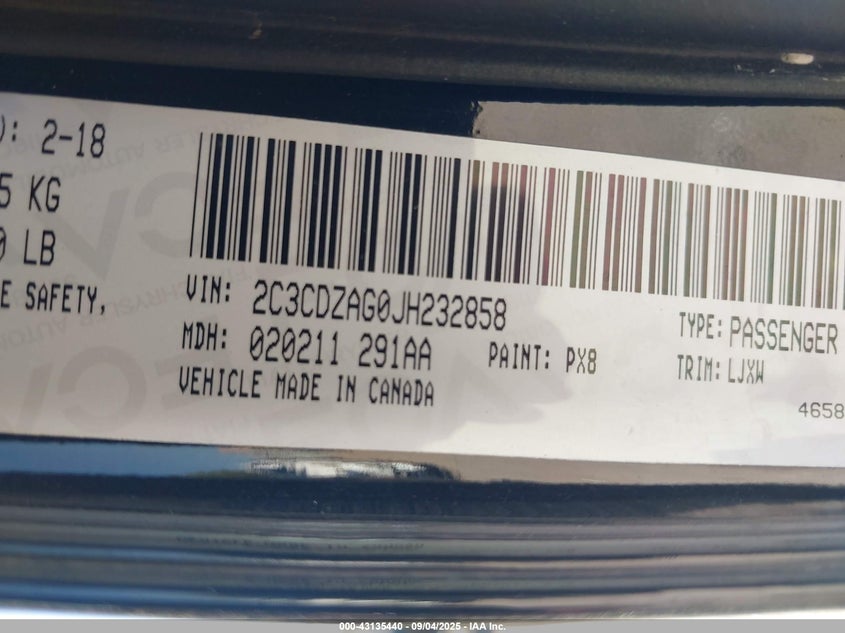 ): 2-18
5 KG
0 LB
E SAFETY,
VIN: 2C3CDZAG0JH232858
TYPE: PASSENGER
MDH: 020211 291AA
PAINT: PX8
TRIM: LJXW
VEHICLE MADE IN CANADA
4658
000-43135440 - 09/04/2025 - IAA Inc.